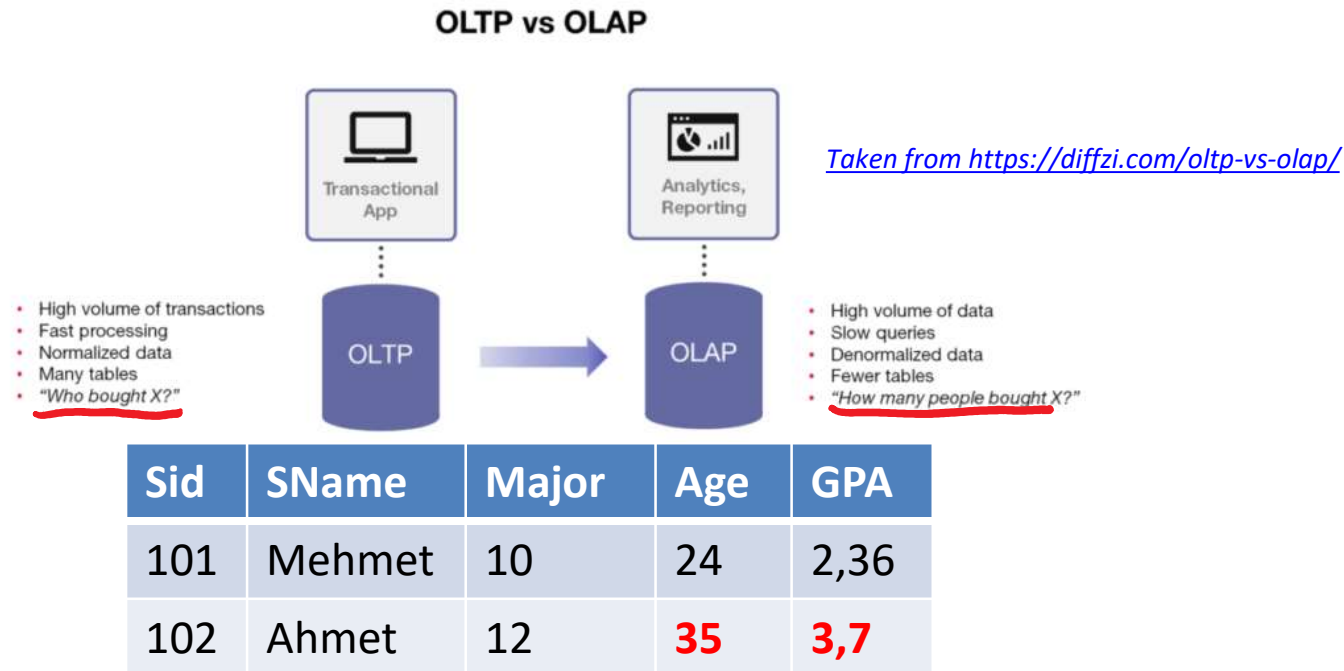 OLTP vs OLAP
Transactional
App
Analytics,
Reporting
Taken from https://diffzi.com/oltp-vs-olap/
• High volume of transactions
• Fast processing
• Normalized data
• Many tables
• "Who bought X?"
OLTP
OLAP
• High volume of data
• Slow queries
• Denormalized data
• Fewer tables
• "How many people bought X?"
Sid SName Major Age GPA
101 Mehmet 10 24 2,36
102 Ahmet 12 35 3,7